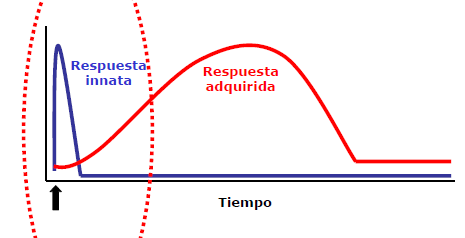 Respuesta
innata
Respuesta
adquirida
Tiempo